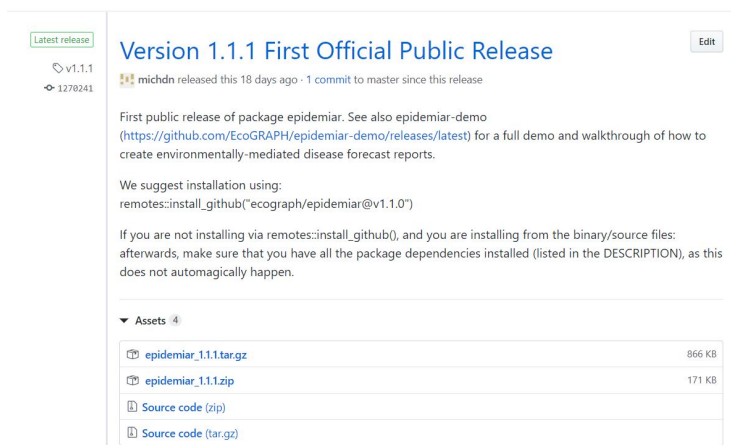 Latest release
v1.1.1
1270241
Version 1.1.1 First Official Public Release
Edit
michdn released this 18 days ago · 1 commit to master since this release
First public release of package epidemiar. See also epidemiar-demo
(https://github.com/EcoGRAPH/epidemiar-demo/releases/latest) for a full demo and walkthrough of how to
create environmentally-mediated disease forecast reports.
We suggest installation using:
remotes::install_github("ecograph/epidemiar@v1.1.0")
If you are not installing via remotes::install_github(), and you are installing from the binary/source files:
afterwards, make sure that you have all the package dependencies installed (listed in the DESCRIPTION), as this
does not automagically happen.
Assets 4
epidemiar_1.1.1.tar.gz 866 KB
epidemiar_1.1.1.zip 171 KB
Source code (zip)
Source code (tar.gz)